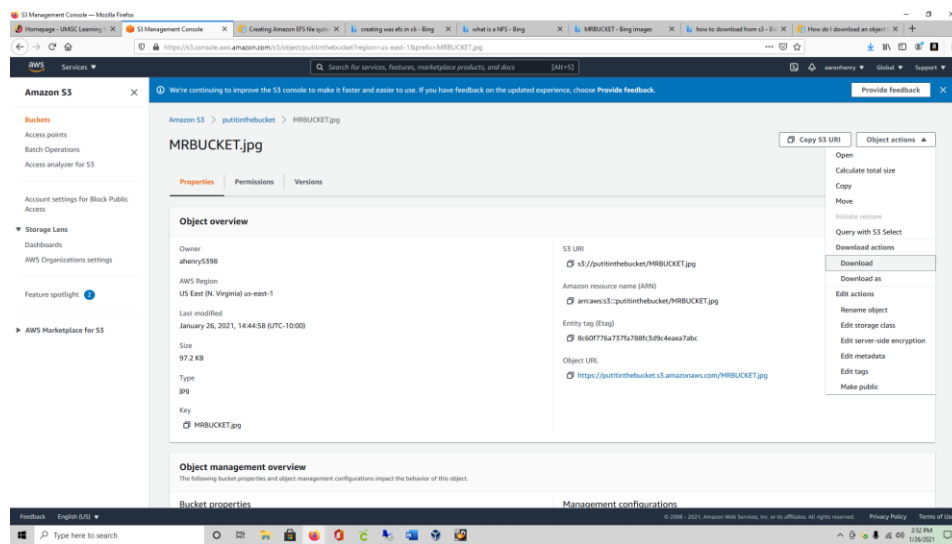 S3 Management Console — Mozilla Firefox
Homepage - UMGC Learning
S3 Management Console
Creating Amazon EFS file syste
creating was efs in cli - Bing
what is a NFS - Bing
MRBUCKET - Bing images
how to download from s3 - Bi
How do I download an object
https://s3.console.aws.amazon.com/s3/object/putitinthebucket?region=us-east-1&prefix=MRBUCKET.jpg
aws Services ▼ Search for services, features, marketplace products, and docs [Alt+S] aaronhenry ▼ Global ▼ Support ▼
Amazon S3
We're continuing to improve the S3 console to make it faster and easier to use. If you have feedback on the updated experience, choose Provide feedback.
Provide feedback
Buckets
Access points
Batch Operations
Access analyzer for S3
Account settings for Block Public
Access
Storage Lens
Dashboards
AWS Organizations settings
Feature spotlight 2
AWS Marketplace for S3
Amazon S3 > putitinthebucket > MRBUCKET.jpg
MRBUCKET.jpg
Copy S3 URI
Object actions ▲
Open
Calculate total size
Copy
Move
Initiate restore
Query with S3 Select
Download actions
Download
Download as
Edit actions
Rename object
Edit storage class
Edit server-side encryption
Edit metadata
Edit tags
Make public
Properties Permissions Versions
Object overview
Owner
ahenry5398
AWS Region
US East (N. Virginia) us-east-1
Last modified
January 26, 2021, 14:44:58 (UTC-10:00)
Size
97.2 KB
Type
jpg
Key
MRBUCKET.jpg
S3 URI
s3://putitinthebucket/MRBUCKET.jpg
Amazon resource name (ARN)
arn:aws:s3:::putitinthebucket/MRBUCKET.jpg
Entity tag (Etag)
8c60f776a737fa788fc3d9c4eaea7abc
Object URL
https://putitinthebucket.s3.amazonaws.com/MRBUCKET.jpg
Object management overview
The following bucket properties and object management configurations impact the behavior of this object.
Bucket properties
Management configurations
Feedback English (US) ▼ © 2008 - 2021, Amazon Web Services, Inc. or its affiliates. All rights reserved. Privacy Policy Terms of Us
Type here to search
2:52 PM
1/26/2021